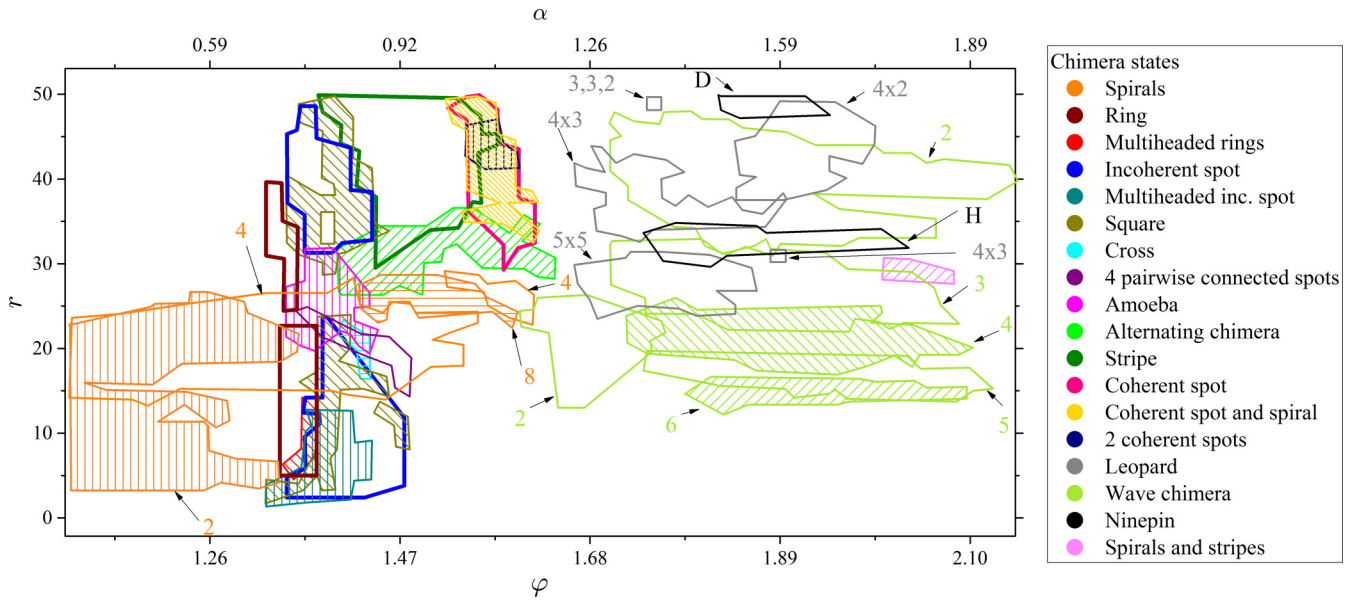 α
0.59 0.92 1.26 1.59 1.89
50
40
30
20
10
0
r
D
3,3,2
4x2
4x3
2
4
H
5x5
4x3
4
3
4
8
2
6
5
2
1.26 1.47 1.68 1.89 2.10
φ
Chimera states
Spirals
Ring
Multiheaded rings
Incoherent spot
Multiheaded inc. spot
Square
Cross
4 pairwise connected spots
Amoeba
Alternating chimera
Stripe
Coherent spot
Coherent spot and spiral
2 coherent spots
Leopard
Wave chimera
Ninepin
Spirals and stripes